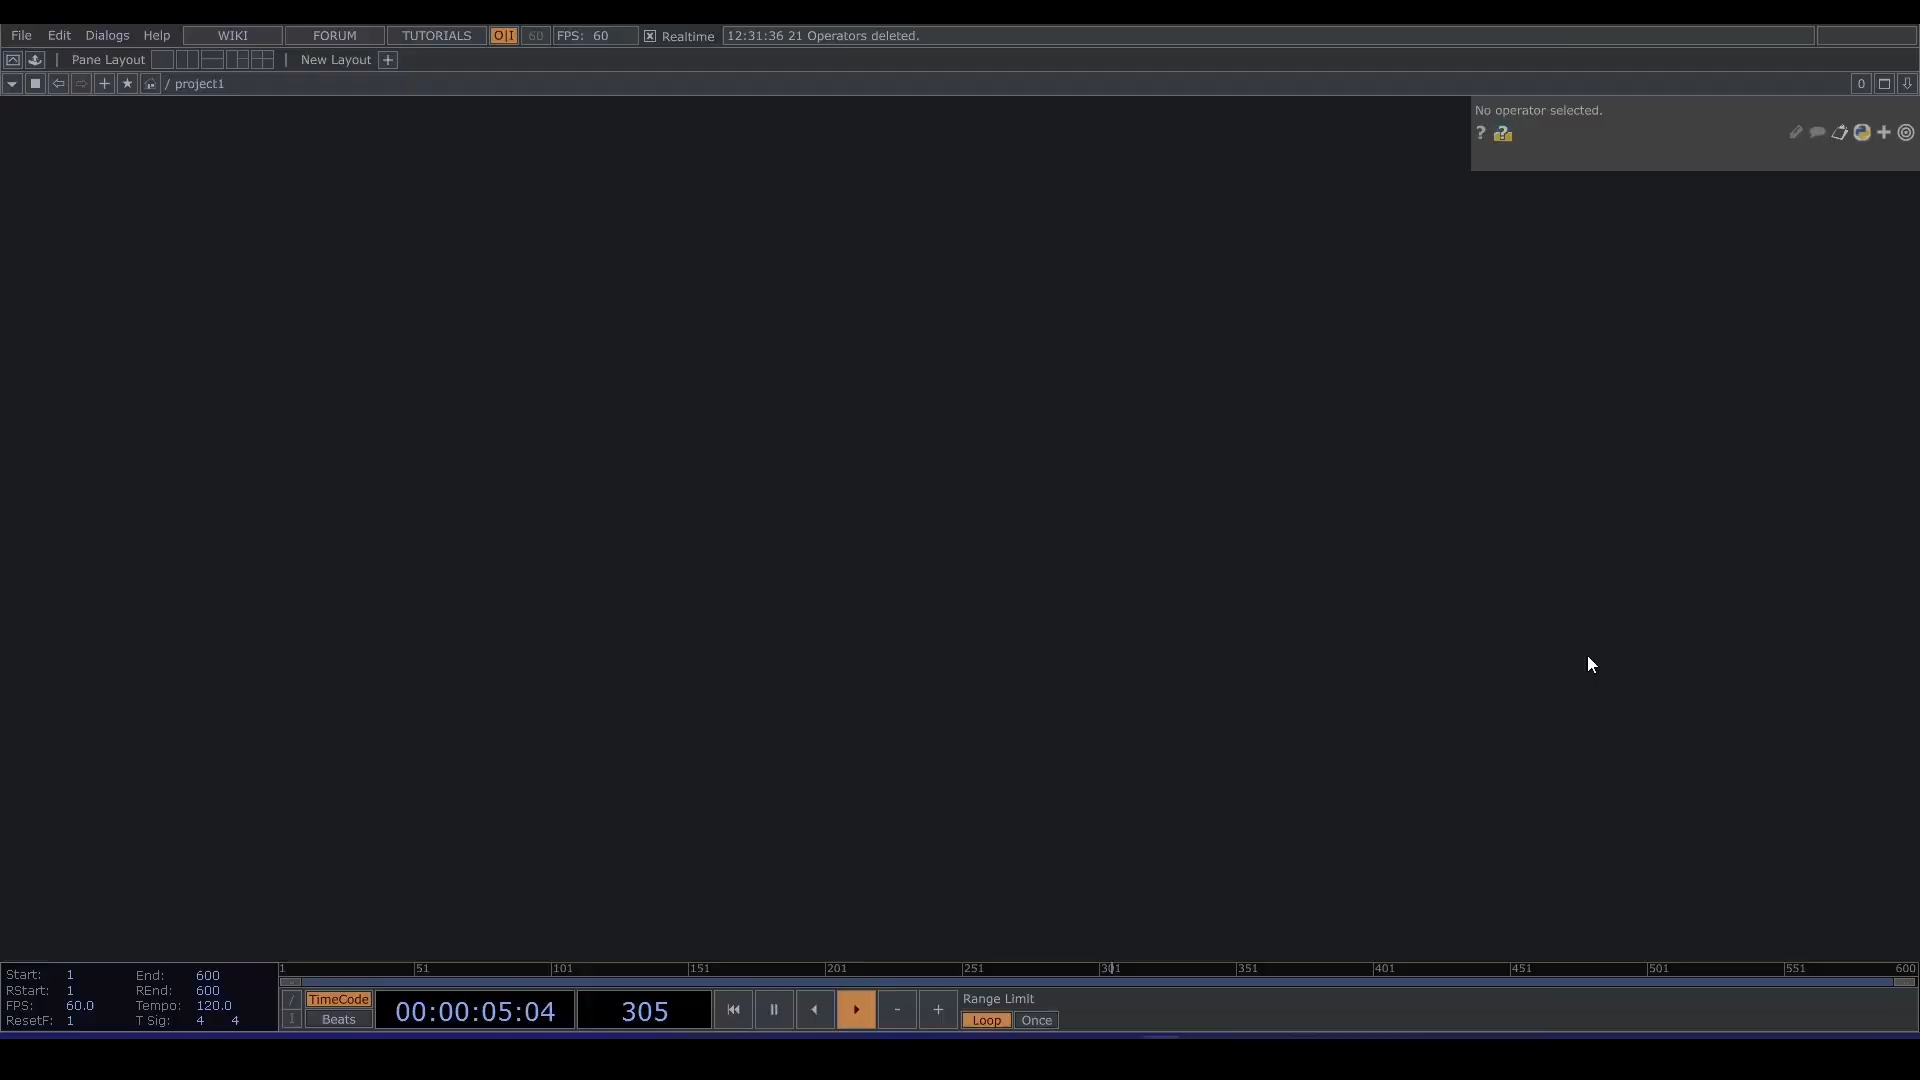 File Edit Dialogs Help WIKI FORUM TUTORIALS O|I 60 FPS: 60 Realtime 12:31:36 21 Operators deleted.
Pane Layout | New Layout +
/ project1 0
No operator selected.
? ?
Start: 1 End: 600
RStart: 1 REnd: 600
FPS: 60.0 Tempo: 120.0
ResetF: 1 T Sig: 4 4
1 51 101 151 201 251 301 351 401 451 501 551 600
/ TimeCode 00:00:05:04 305 - + Range Limit
I Beats Loop Once